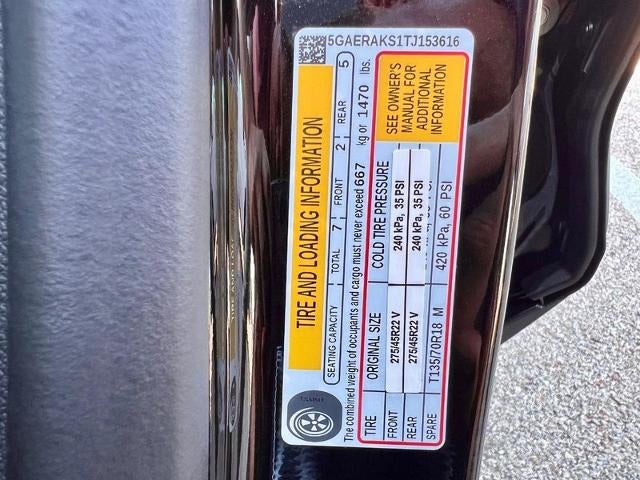 5GAERAKS1TJ153616
TIRE AND LOADING INFORMATION
SEATING CAPACITY TOTAL 7 FRONT 2 REAR 5
The combined weight of occupants and cargo must never exceed 667 kg or 1470 lbs.
TIRE ORIGINAL SIZE COLD TIRE PRESSURE
FRONT 275/45R22 V 240 kPa, 35 PSI
REAR 275/45R22 V 240 kPa, 35 PSI
SPARE T135/70R18 M 420 kPa, 60 PSI
SEE OWNER'S
MANUAL FOR
ADDITIONAL
INFORMATION